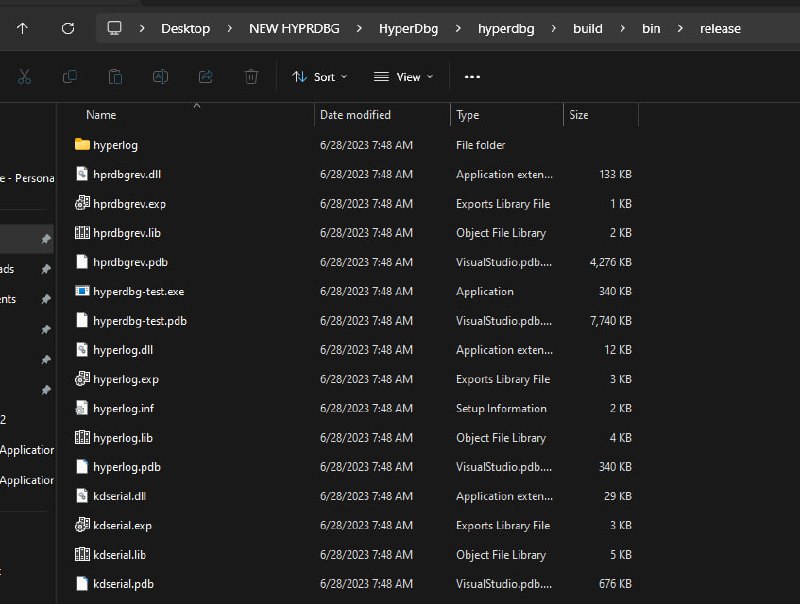 Desktop > NEW HYPRDBG > HyperDbg > hyperdbg > build > bin > release
Sort View
Name Date modified Type Size
hyperlog 6/28/2023 7:48 AM File folder
e - Persona
hprdbgrev.dll 6/28/2023 7:48 AM Application exten... 133 KB
hprdbgrev.exp 6/28/2023 7:48 AM Exports Library File 1 KB
hprdbgrev.lib 6/28/2023 7:48 AM Object File Library 2 KB
hprdbgrev.pdb 6/28/2023 7:48 AM VisualStudio.pdb.... 4,276 KB
ads
hyperdbg-test.exe 6/28/2023 7:48 AM Application 340 KB
ents
hyperdbg-test.pdb 6/28/2023 7:48 AM VisualStudio.pdb.... 7,740 KB
hyperlog.dll 6/28/2023 7:48 AM Application exten... 12 KB
hyperlog.exp 6/28/2023 7:48 AM Exports Library File 3 KB
hyperlog.inf 6/28/2023 7:48 AM Setup Information 2 KB
2
hyperlog.lib 6/28/2023 7:48 AM Object File Library 4 KB
Application
hyperlog.pdb 6/28/2023 7:48 AM VisualStudio.pdb.... 340 KB
Application
kdserial.dll 6/28/2023 7:48 AM Application exten... 29 KB
kdserial.exp 6/28/2023 7:48 AM Exports Library File 3 KB
kdserial.lib 6/28/2023 7:48 AM Object File Library 5 KB
kdserial.pdb 6/28/2023 7:48 AM VisualStudio.pdb.... 676 KB